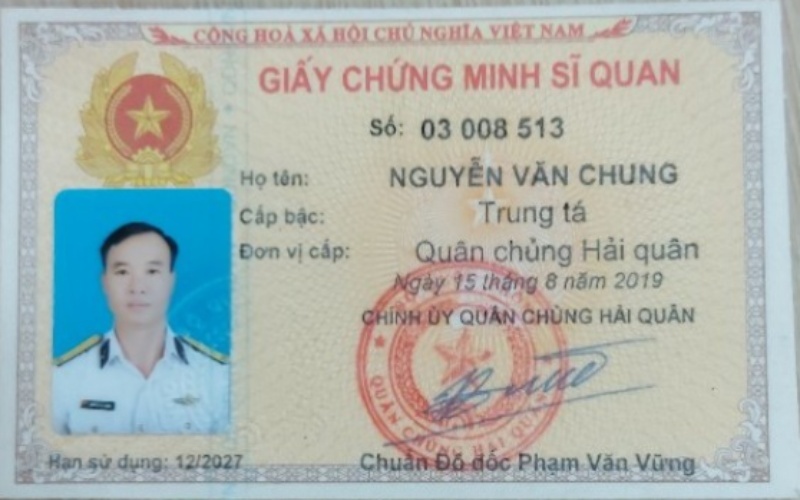 CỘNG HOÀ XÃ HỘI CHỦ NGHĨA VIỆT NAM
GIẤY CHỨNG MINH SĨ QUAN
Số: 03 008 513
Họ tên: NGUYỄN VĂN CHUNG
Cấp bậc: Trung tá
Đơn vị cấp: Quân chủng Hải quân
Ngày 15 tháng 8 năm 2019
CHÍNH ỦY QUÂN CHỦNG HẢI QUÂN
QUÂN CHỦNG HẢI QUÂN
Hạn sử dụng: 12/2027
Chuẩn Đô đốc Phạm Văn Vững